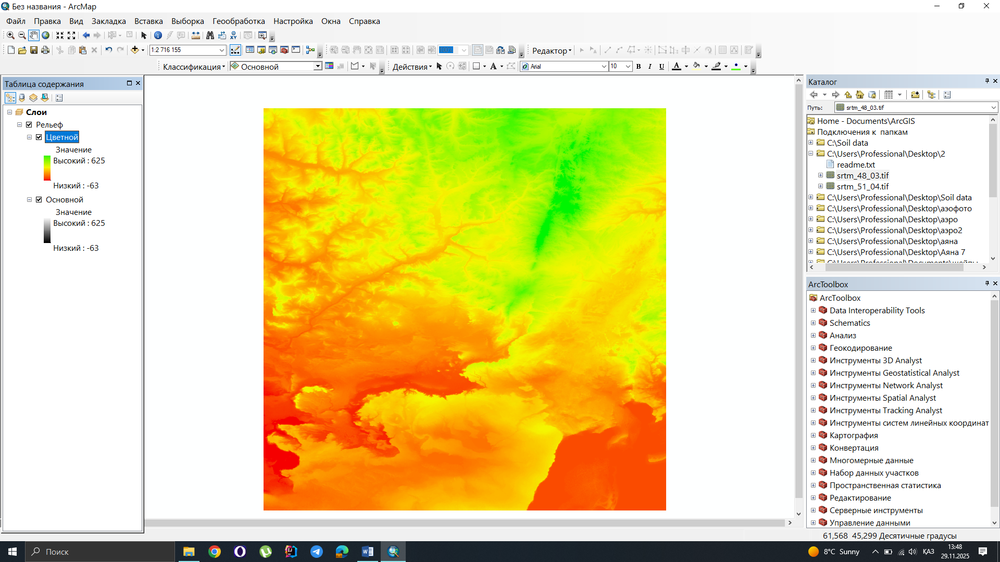 Без названия - ArcMap
Файл Правка Вид Закладка Вставка Выборка Геообработка Настройка Окна Справка
1:2 716 155
100%
Редактор
Классификация
Основной
Действия
Arial
10
B I U A
Таблица содержания
Слои
Рельеф
Цветной
Значение
Высокий : 625
Низкий : -63
Основной
Значение
Высокий : 625
Низкий : -63
Каталог
Путь: srtm_48_03.tif
Home - Documents\ArcGIS
Подключения к папкам
C:\Soil data
C:\Users\Professional\Desktop\2
readme.txt
srtm_48_03.tif
srtm_51_04.tif
C:\Users\Professional\Desktop\Soil data
C:\Users\Professional\Desktop\аэофото
C:\Users\Professional\Desktop\аэро
C:\Users\Professional\Desktop\аэро2
C:\Users\Professional\Desktop\аяна
C:\Users\Professional\Desktop\Аяна 7
C:\Users\Professional\Documents\шейпы
ArcToolbox
ArcToolbox
Data Interoperability Tools
Schematics
Анализ
Геокодирование
Инструменты 3D Analyst
Инструменты Geostatistical Analyst
Инструменты Network Analyst
Инструменты Spatial Analyst
Инструменты Tracking Analyst
Инструменты систем линейных координат
Картография
Конвертация
Многомерные данные
Набор данных участков
Пространственная статистика
Редактирование
Серверные инструменты
Управление данными
61,568 45,299 Десятичные градусы
Поиск
8°C Sunny
ҚАЗ
13:48
29.11.2025